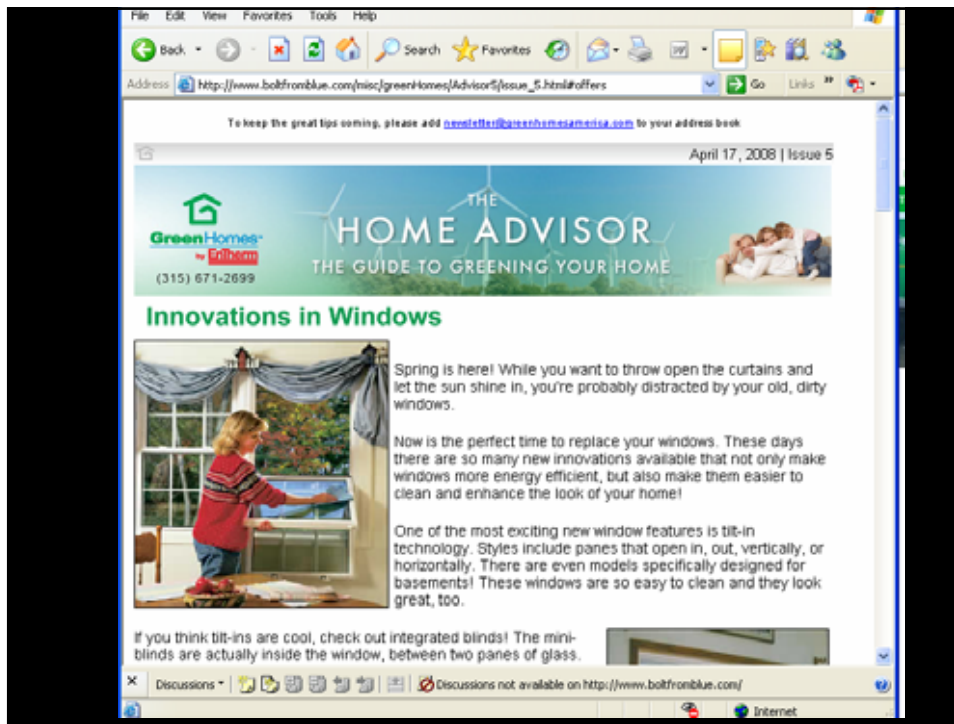 File Edit View Favorites Tools Help
Back Search Favorites
Address http://www.boltfromblue.com/misc/greenHomes/Advisor5/issue_5.html#offers Go Links »
To keep the great tips coming, please add newsletter@greenhomesamerica.com to your address book
April 17, 2008 | Issue 5
THE
HOME ADVISOR
THE GUIDE TO GREENING YOUR HOME
GreenHomes
by EnTherm
(315) 671-2699
Innovations in Windows
Spring is here! While you want to throw open the curtains and
let the sun shine in, you're probably distracted by your old, dirty
windows.
Now is the perfect time to replace your windows. These days
there are so many new innovations available that not only make
windows more energy efficient, but also make them easier to
clean and enhance the look of your home!
One of the most exciting new window features is tilt-in
technology. Styles include panes that open in, out, vertically, or
horizontally. There are even models specifically designed for
basements! These windows are so easy to clean and they look
great, too.
If you think tilt-ins are cool, check out integrated blinds! The mini-
blinds are actually inside the window, between two panes of glass.
Discussions Discussions not available on http://www.boltfromblue.com/
Internet